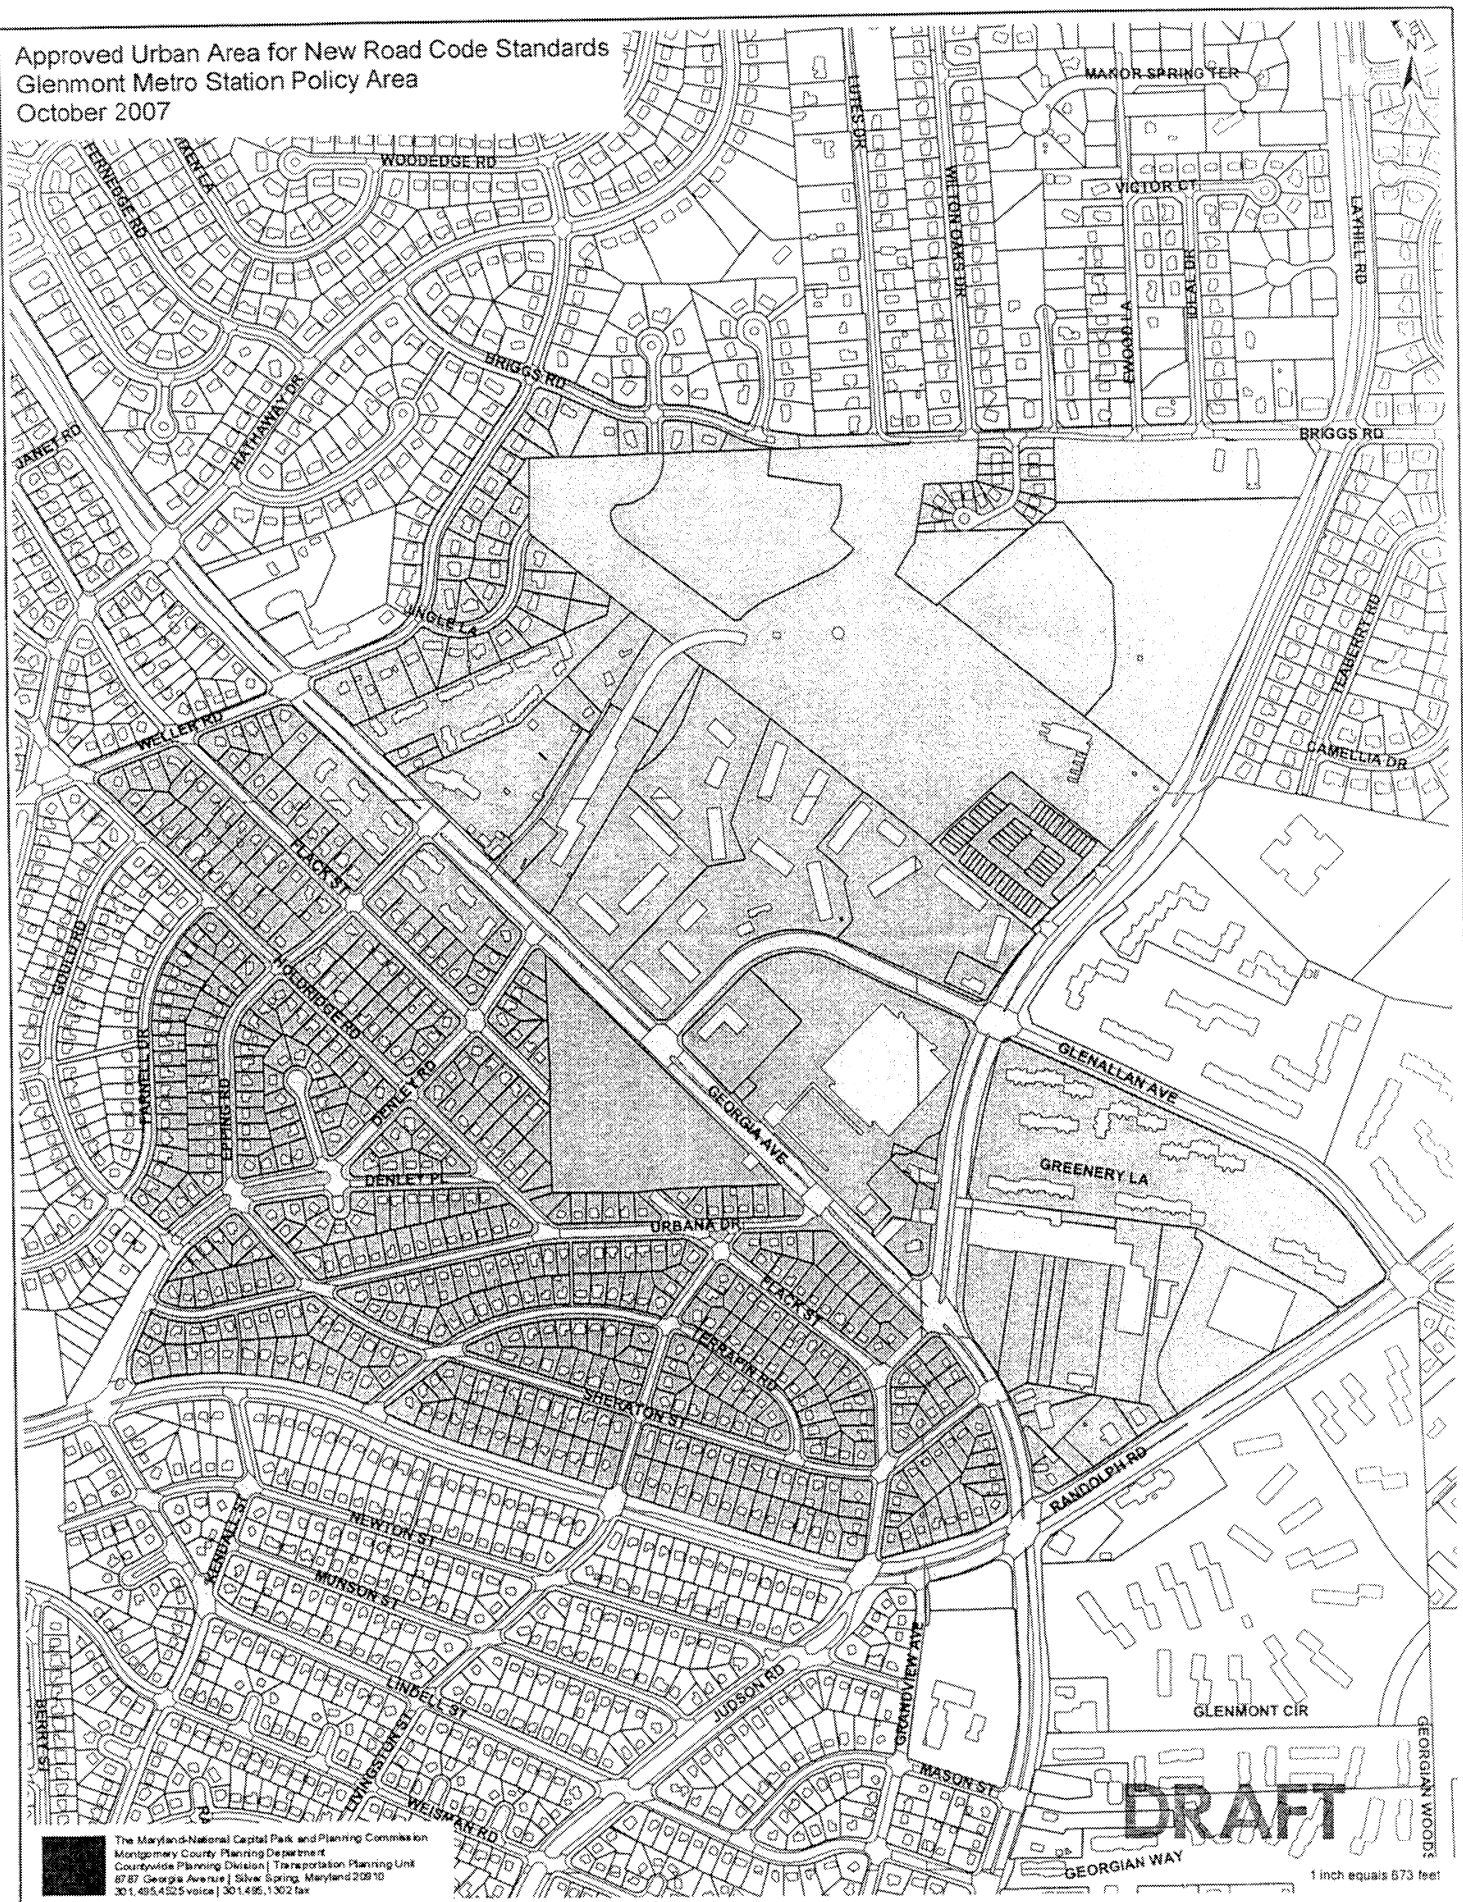 Approved Urban Area for New Road Code Standards
Glenmont Metro Station Policy Area
October 2007
N
MANOR SPRING TER
LUTES DR
WOODEDGE RD
FERNEDGE RD
WILTON OAKS DR
VICTOR CT
LAYHILL RD
IDEAL DR
BRIGGS RD
HATHAWAY DR
JANET RD
BRIGGS RD
TEABERRY RD
CAMELLIA DR
WELLER RD
FLACK ST
GOULD RD
HOLDRIDGE RD
PARNELL DR
EPPING RD
DENLEY RD
GLENALLAN AVE
GEORGIA AVE
GREENERY LA
DENLEY PL
URBANA DR
FLACK ST
TERRAPIN RD
SHERATON ST
RANDOLPH RD
KENDALL ST
NEWTON ST
MUNSON ST
LINDELL ST
JUDSON RD
GRANDVIEW AVE
GLENMONT CIR
BERRY ST
LIVINGSTON ST
WEISMAN RD
MASON ST
GEORGIAN WOODS
DRAFT
GEORGIAN WAY
The Maryland-National Capital Park and Planning Commission
Montgomery County Planning Department
Countywide Planning Division | Transportation Planning Unit
8787 Georgia Avenue | Silver Spring, Maryland 20910
301.495.4525 voice | 301.495.1302 fax
1 inch equals 673 feet